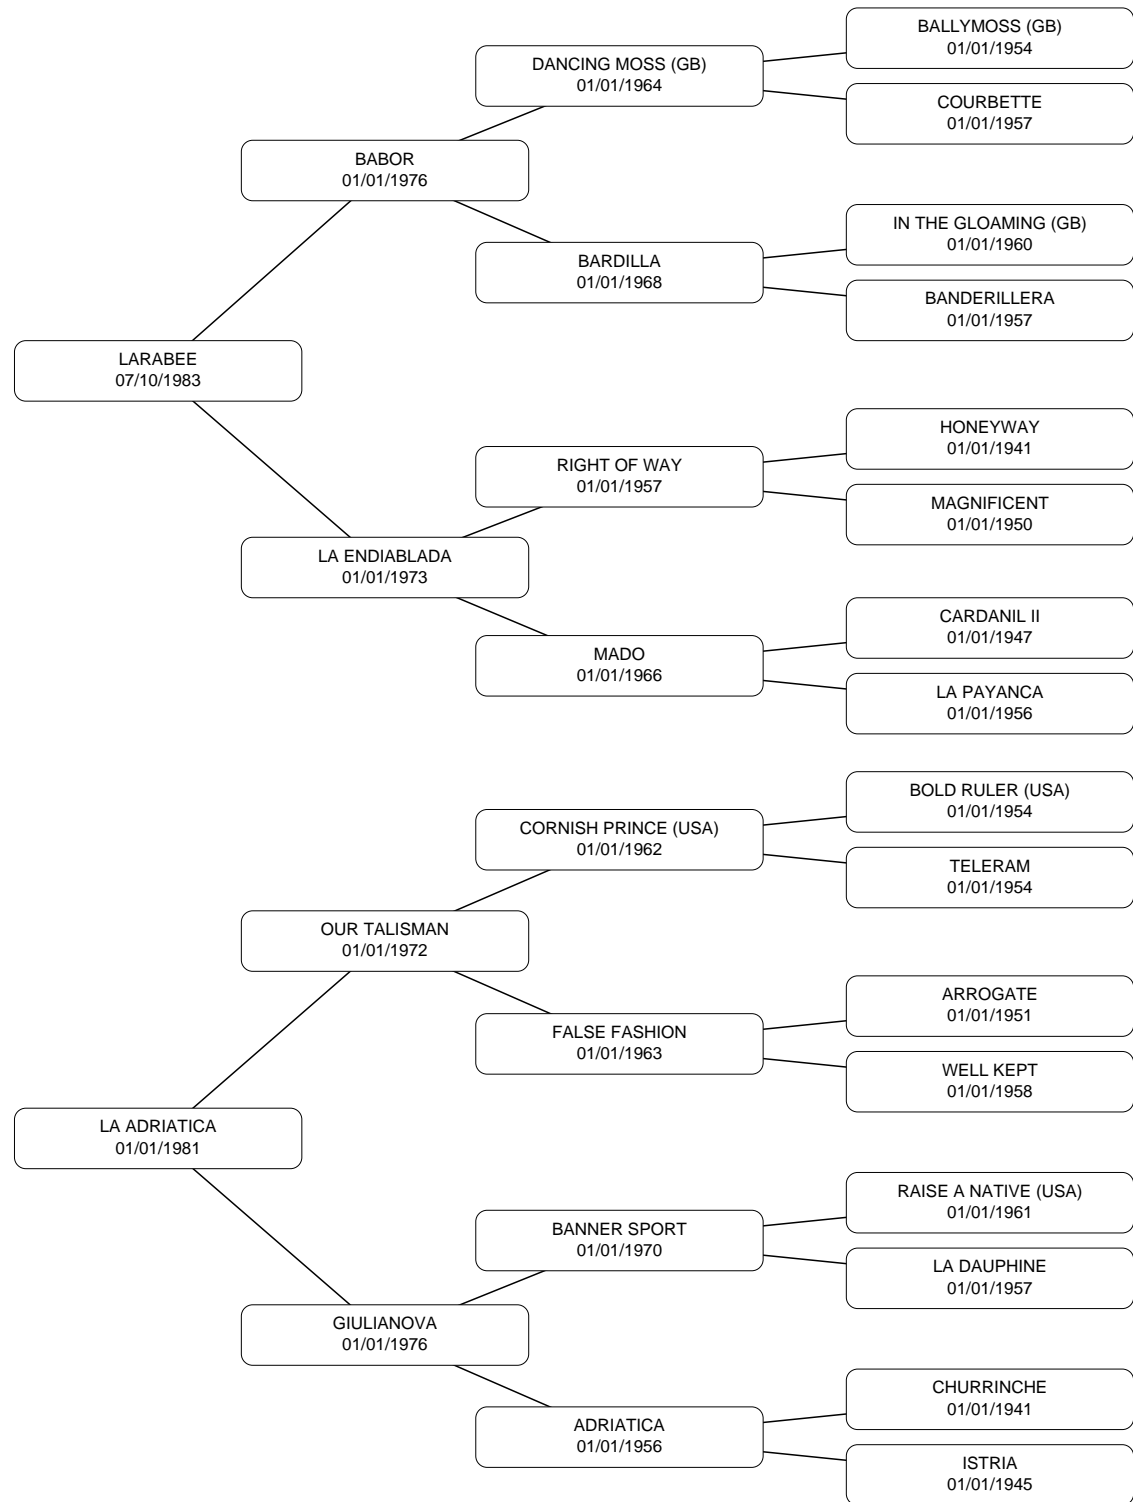 BALLYMOSS (GB)
01/01/1954
DANCING MOSS (GB)
01/01/1964
COURBETTE
01/01/1957
BABOR
01/01/1976
IN THE GLOAMING (GB)
01/01/1960
BARDILLA
01/01/1968
BANDERILLERA
01/01/1957
LARABEE
07/10/1983
HONEYWAY
01/01/1941
RIGHT OF WAY
01/01/1957
MAGNIFICENT
01/01/1950
LA ENDIABLADA
01/01/1973
CARDANIL II
01/01/1947
MADO
01/01/1966
LA PAYANCA
01/01/1956
BOLD RULER (USA)
01/01/1954
CORNISH PRINCE (USA)
01/01/1962
TELERAM
01/01/1954
OUR TALISMAN
01/01/1972
ARROGATE
01/01/1951
FALSE FASHION
01/01/1963
WELL KEPT
01/01/1958
LA ADRIATICA
01/01/1981
RAISE A NATIVE (USA)
01/01/1961
BANNER SPORT
01/01/1970
LA DAUPHINE
01/01/1957
GIULIANOVA
01/01/1976
CHURRINCHE
01/01/1941
ADRIATICA
01/01/1956
ISTRIA
01/01/1945